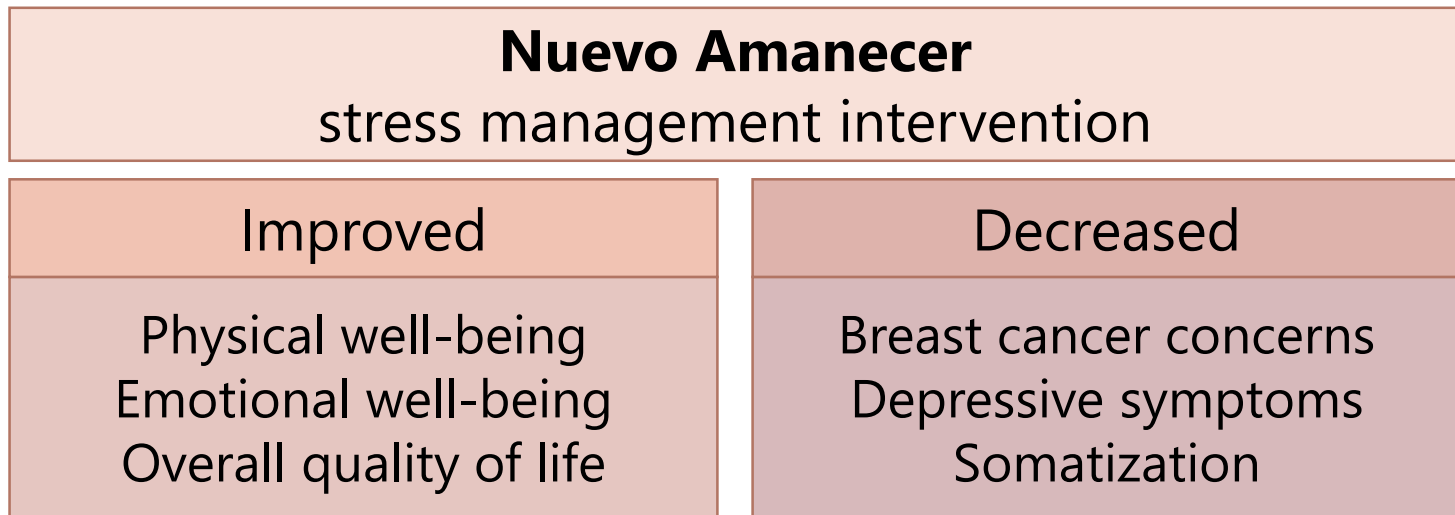 Nuevo Amanecer
stress management intervention
Improved
Physical well-being
Emotional well-being
Overall quality of life
Decreased
Breast cancer concerns
Depressive symptoms
Somatization